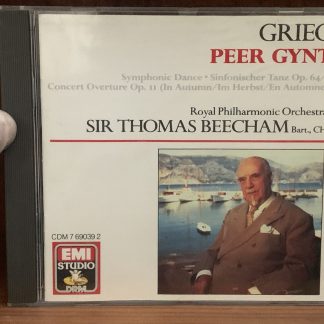 GRIEG
PEER GYNT
Symphonic Dance • Sinfonischer Tanz Op. 64
Concert Overture Op. 11 (In Autumn/Im Herbst/En Automne
Royal Philharmonic Orchestra
SIR THOMAS BEECHAM Bart., CH
CDM 7 69039 2
EMI
STUDIO
DRM